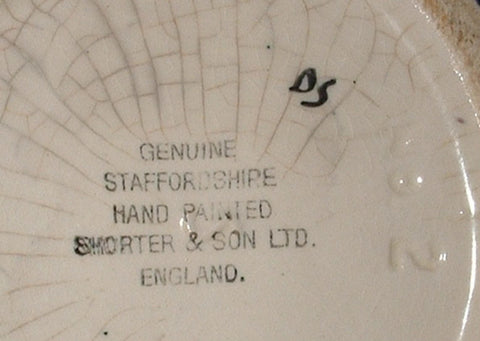 DS
GENUINE
STAFFORDSHIRE
HAND PAINTED
SHORTER & SON LTD.
ENGLAND.